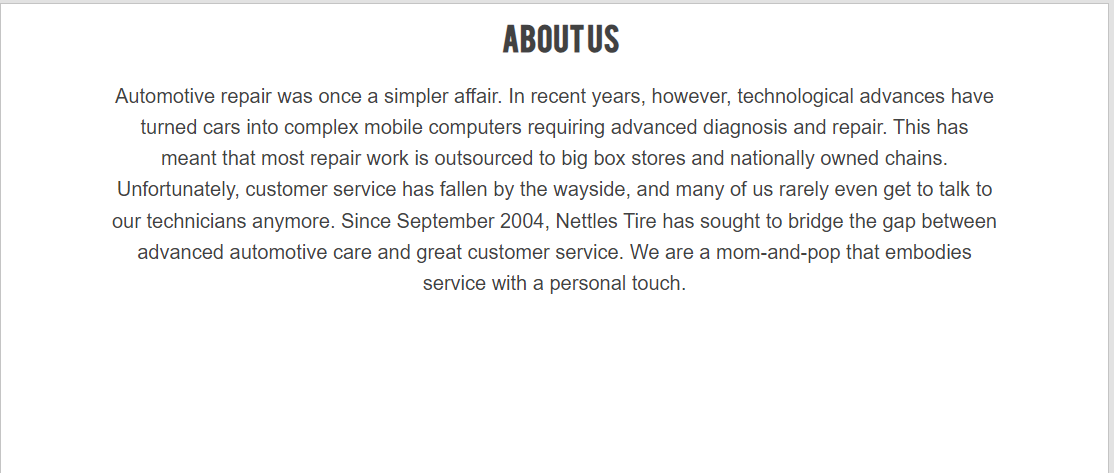 ABOUT US
Automotive repair was once a simpler affair. In recent years, however, technological advances have
turned cars into complex mobile computers requiring advanced diagnosis and repair. This has
meant that most repair work is outsourced to big box stores and nationally owned chains.
Unfortunately, customer service has fallen by the wayside, and many of us rarely even get to talk to
our technicians anymore. Since September 2004, Nettles Tire has sought to bridge the gap between
advanced automotive care and great customer service. We are a mom-and-pop that embodies
service with a personal touch.